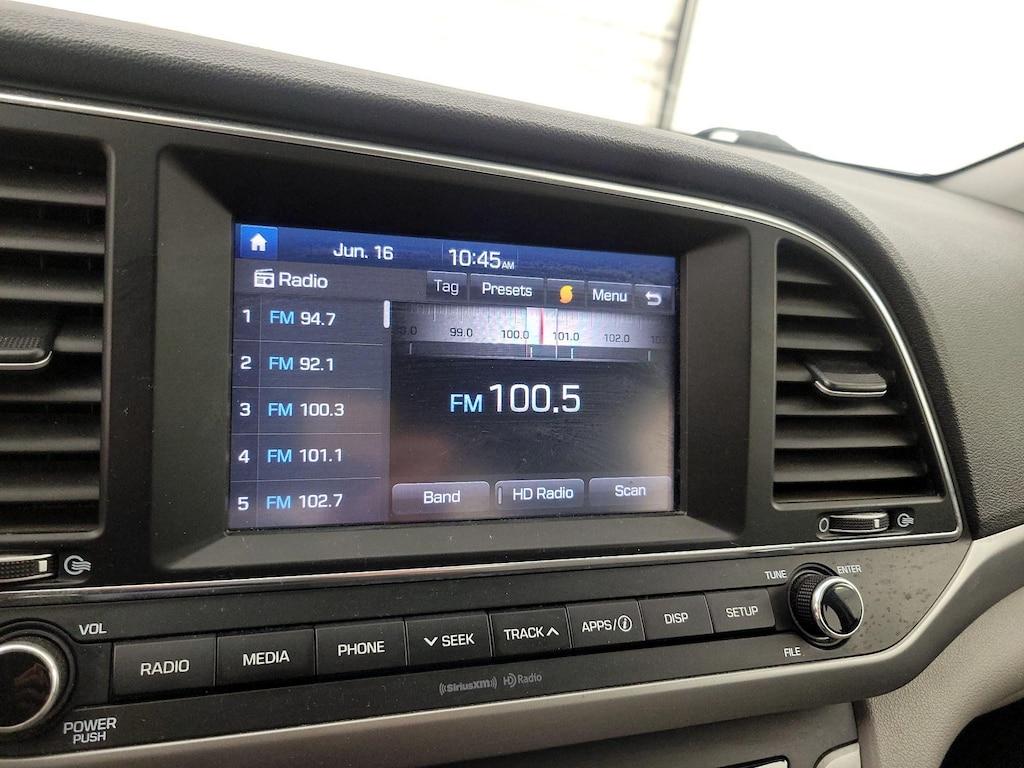 Jun. 16 10:45 AM
Radio Tag Presets Menu
99.0 100.0 101.0 102.0
1 FM 94.7
2 FM 92.1
3 FM 100.3
4 FM 101.1
5 FM 102.7
FM 100.5
Band HD Radio Scan
VOL
RADIO MEDIA PHONE SEEK TRACK APPS/i DISP SETUP
TUNE ENTER
FILE
POWER
PUSH
SiriusXM HD Radio